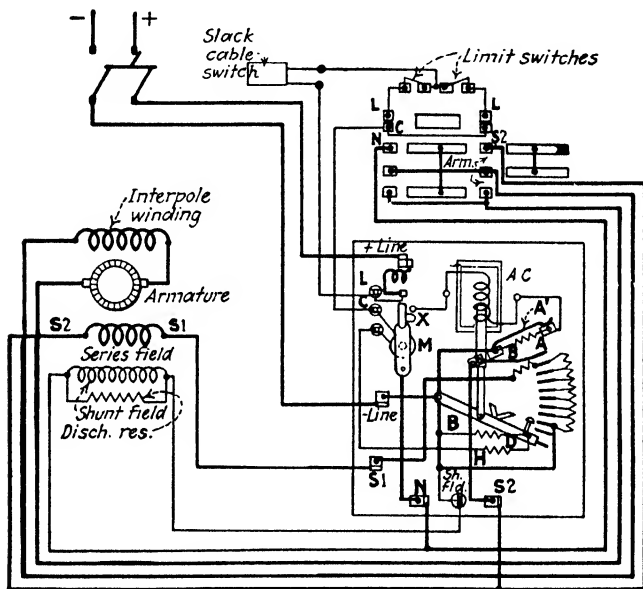 − +
Slack
cable
switch
Limit switches
L L
C
N S2
Arms
Interpole
winding
Armature
S2 S1
Series field
Shunt field
Disch. res.
+ Line
L
C
X
M
AC
A'
A
B
−Line
B
D
H
S1
N
Sh.
fld.
S2